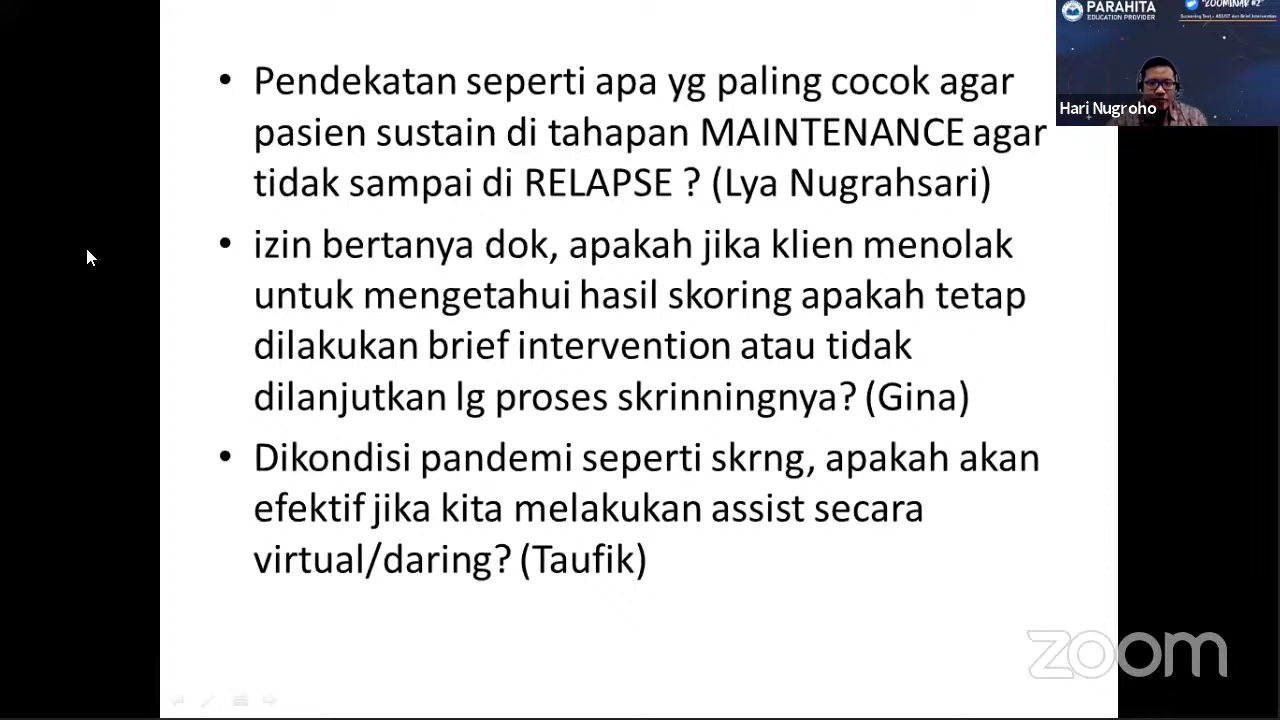 PARAHITA
EDUCATION PROVIDER
"ZOOMINAR #2"
Hari Nugroho
• Pendekatan seperti apa yg paling cocok agar
pasien sustain di tahapan MAINTENANCE agar
tidak sampai di RELAPSE ? (Lya Nugrahsari)
• izin bertanya dok, apakah jika klien menolak
untuk mengetahui hasil skoring apakah tetap
dilakukan brief intervention atau tidak
dilanjutkan lg proses skrinningnya? (Gina)
• Dikondisi pandemi seperti skrng, apakah akan
efektif jika kita melakukan assist secara
virtual/daring? (Taufik)
zoom